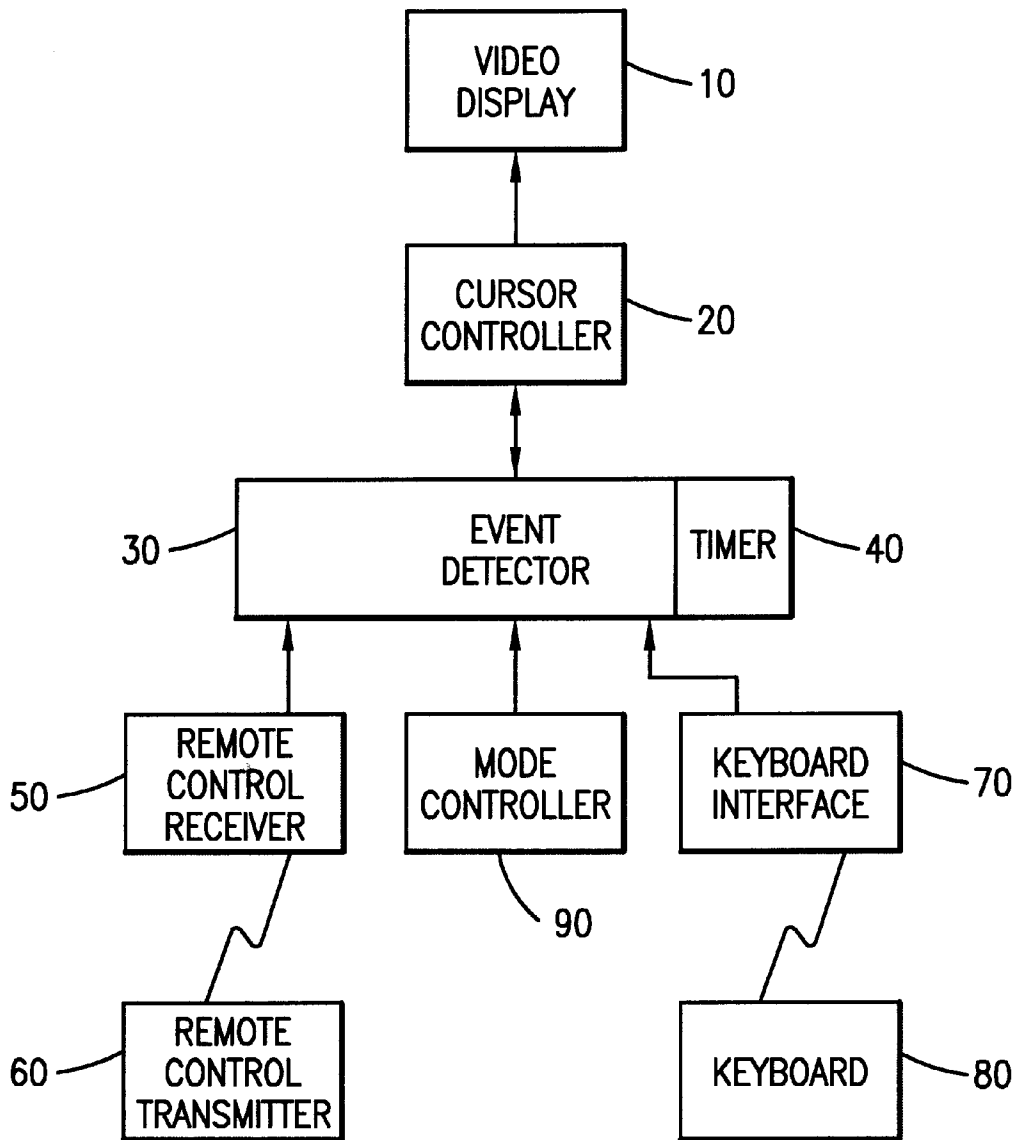 VIDEO
DISPLAY
10
CURSOR
CONTROLLER
20
30
EVENT
DETECTOR
TIMER
40
50
REMOTE
CONTROL
RECEIVER
MODE
CONTROLLER
90
KEYBOARD
INTERFACE
70
60
REMOTE
CONTROL
TRANSMITTER
KEYBOARD
80